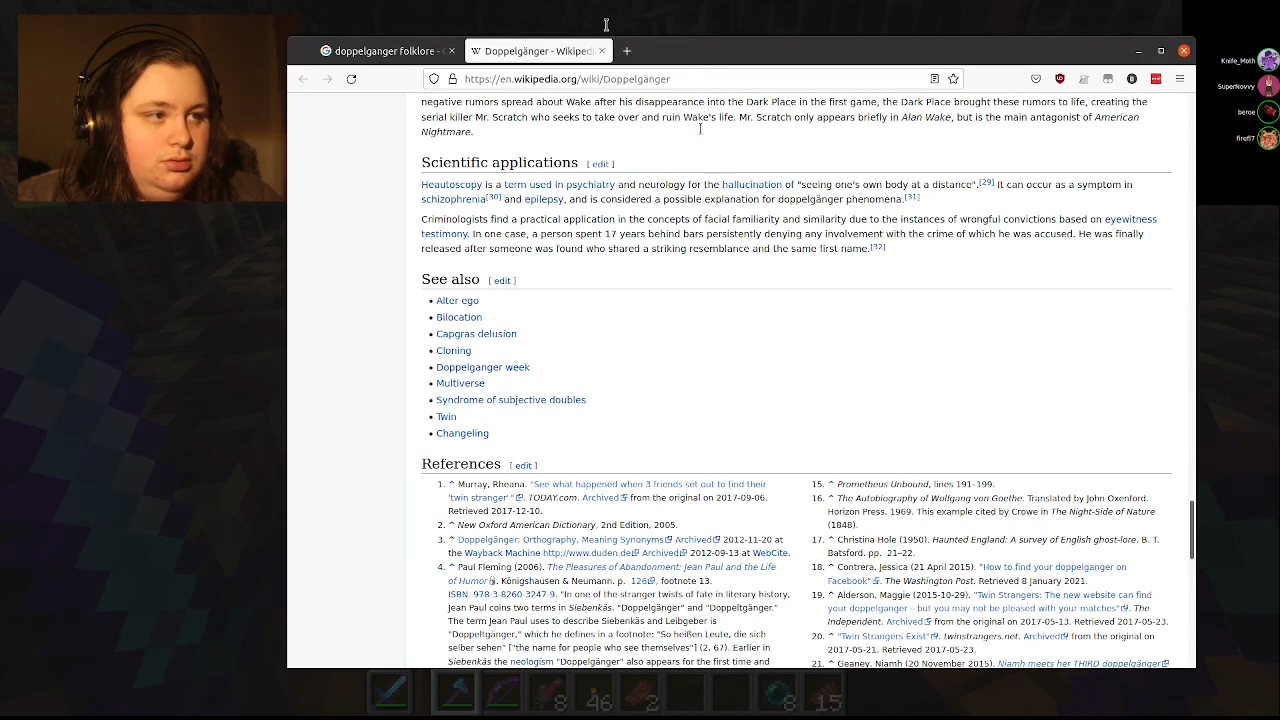 doppelganger folklore -
Doppelgänger - Wikiped
https://en.wikipedia.org/wiki/Doppelgänger
Knife_Moth
SuperNovvy
beroe
firefl7
negative rumors spread about Wake after his disappearance into the Dark Place in the first game, the Dark Place brought these rumors to life, creating the
serial killer Mr. Scratch who seeks to take over and ruin Wake's life. Mr. Scratch only appears briefly in Alan Wake, but is the main antagonist of American
Nightmare.
Scientific applications [ edit ]
Heautoscopy is a term used in psychiatry and neurology for the hallucination of "seeing one's own body at a distance".[29] It can occur as a symptom in
schizophrenia[30] and epilepsy, and is considered a possible explanation for doppelgänger phenomena.[31]
Criminologists find a practical application in the concepts of facial familiarity and similarity due to the instances of wrongful convictions based on eyewitness
testimony. In one case, a person spent 17 years behind bars persistently denying any involvement with the crime of which he was accused. He was finally
released after someone was found who shared a striking resemblance and the same first name.[32]
See also [ edit ]
• Alter ego
• Bilocation
• Capgras delusion
• Cloning
• Doppelganger week
• Multiverse
• Syndrome of subjective doubles
• Twin
• Changeling
References [ edit ]
1. ^ Murray, Rheana. "See what happened when 3 friends set out to find their
'twin stranger' ". TODAY.com. Archived from the original on 2017-09-06.
Retrieved 2017-12-10.
2. ^ New Oxford American Dictionary, 2nd Edition, 2005.
3. ^ Doppelgänger; Orthography, Meaning Synonyms Archived 2012-11-20 at
the Wayback Machine http://www.duden.de Archived 2012-09-13 at WebCite.
4. ^ Paul Fleming (2006). The Pleasures of Abandonment: Jean Paul and the Life
of Humor. Königshausen & Neumann. p. 126, footnote 13.
ISBN 978-3-8260-3247-9. "In one of the stranger twists of fate in literary history,
Jean Paul coins two terms in Siebenkäs. "Doppelgänger" and "Doppeltgänger."
The term Jean Paul uses to describe Siebenkäs and Leibgeber is
"Doppeltgänger," which he defines in a footnote: "So heißen Leute, die sich
selber sehen" ["the name for people who see themselves"] (2, 67). Earlier in
Siebenkäs the neologism "Doppelgänger" also appears for the first time and
15. ^ Prometheus Unbound, lines 191–199.
16. ^ The Autobiography of Wolfgang von Goethe. Translated by John Oxenford.
Horizon Press, 1969. This example cited by Crowe in The Night-Side of Nature
(1848).
17. ^ Christina Hole (1950). Haunted England: A survey of English ghost-lore. B. T.
Batsford. pp. 21–22.
18. ^ Contrera, Jessica (21 April 2015). "How to find your doppelganger on
Facebook". The Washington Post. Retrieved 8 January 2021.
19. ^ Alderson, Maggie (2015-10-29). "Twin Strangers: The new website can find
your doppelganger – but you may not be pleased with your matches". The
Independent. Archived from the original on 2017-05-13. Retrieved 2017-05-23.
20. ^ "Twin Strangers Exist". twinstrangers.net. Archived from the original on
2017-05-21. Retrieved 2017-05-23.
21. ^ Geaney, Niamh (20 November 2015). Niamh meets her THIRD doppelgänger
8 46 2 8 15